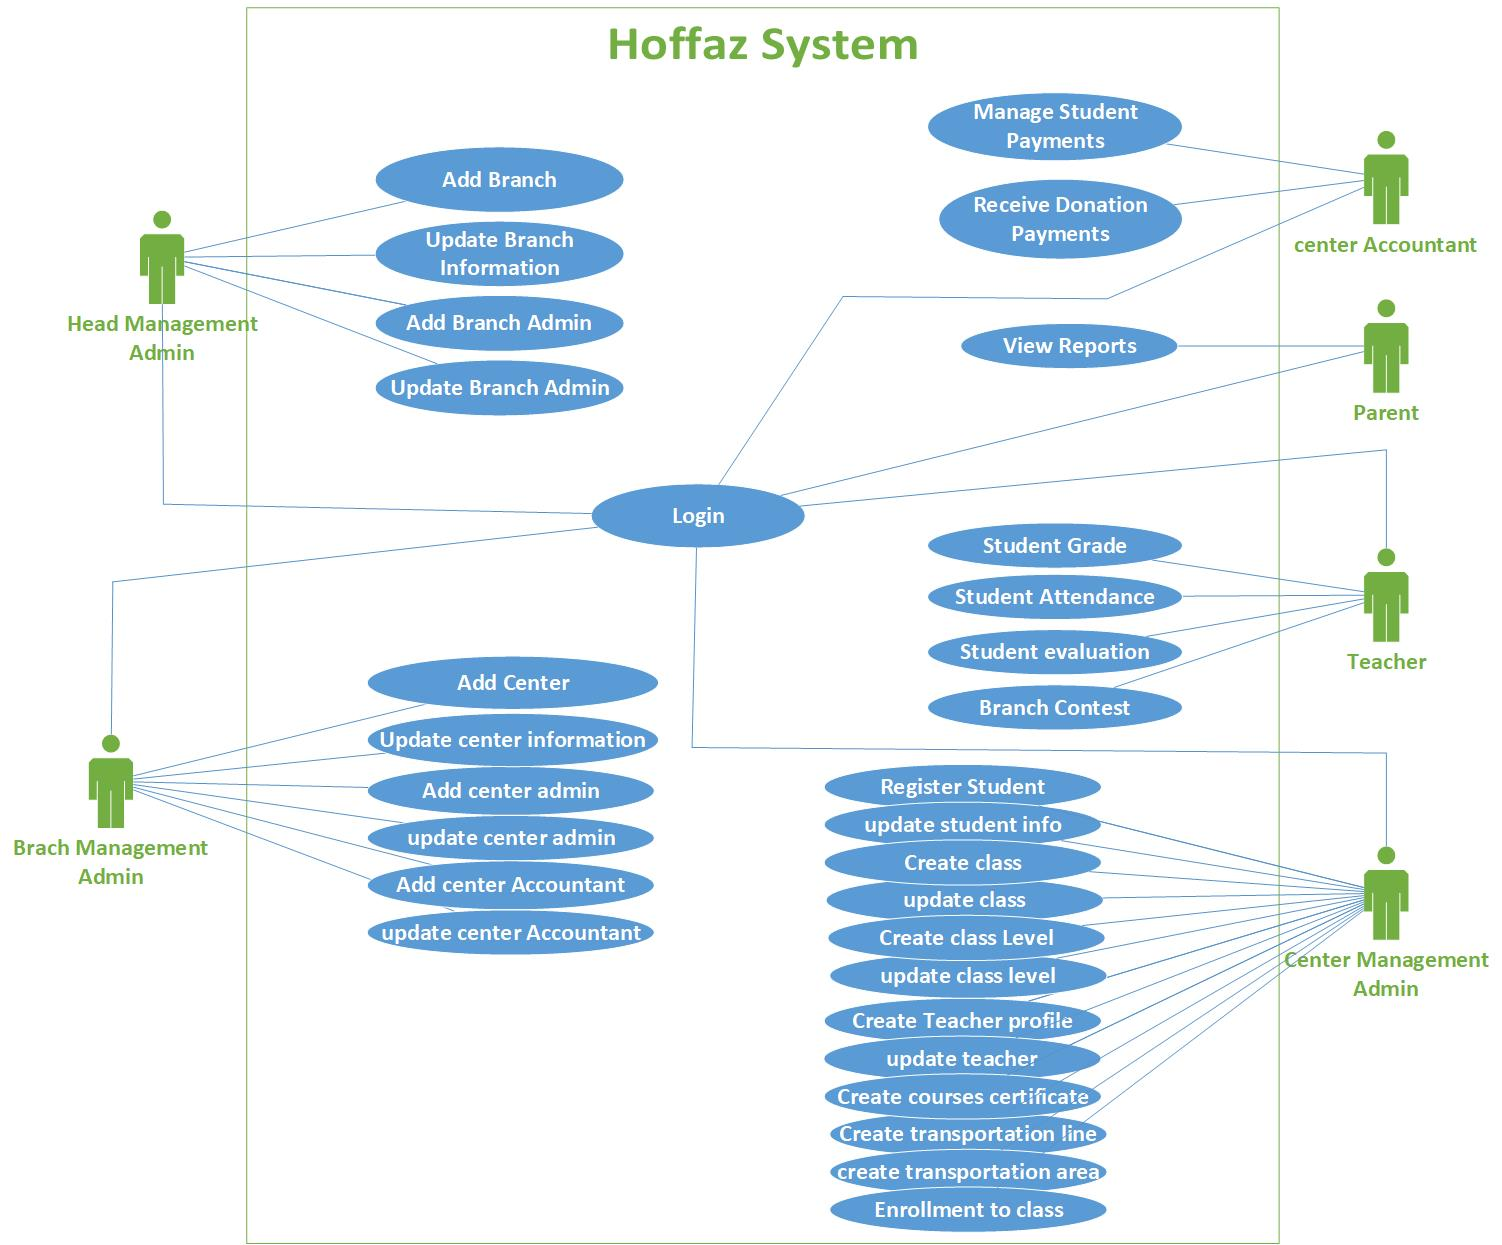 Hoffaz System
Manage Student
Payments
Add Branch
Receive Donation
Payments
center Accountant
Update Branch
Information
Head Management
Admin
Add Branch Admin
View Reports
Update Branch Admin
Parent
Login
Student Grade
Student Attendance
Student evaluation
Teacher
Branch Contest
Add Center
Update center information
Add center admin
update center admin
Add center Accountant
update center Accountant
Brach Management
Admin
Register Student
update student info
Create class
update class
Create class Level
update class level
Create Teacher profile
update teacher
Create courses certificate
Create transportation line
create transportation area
Enrollment to class
Center Management
Admin